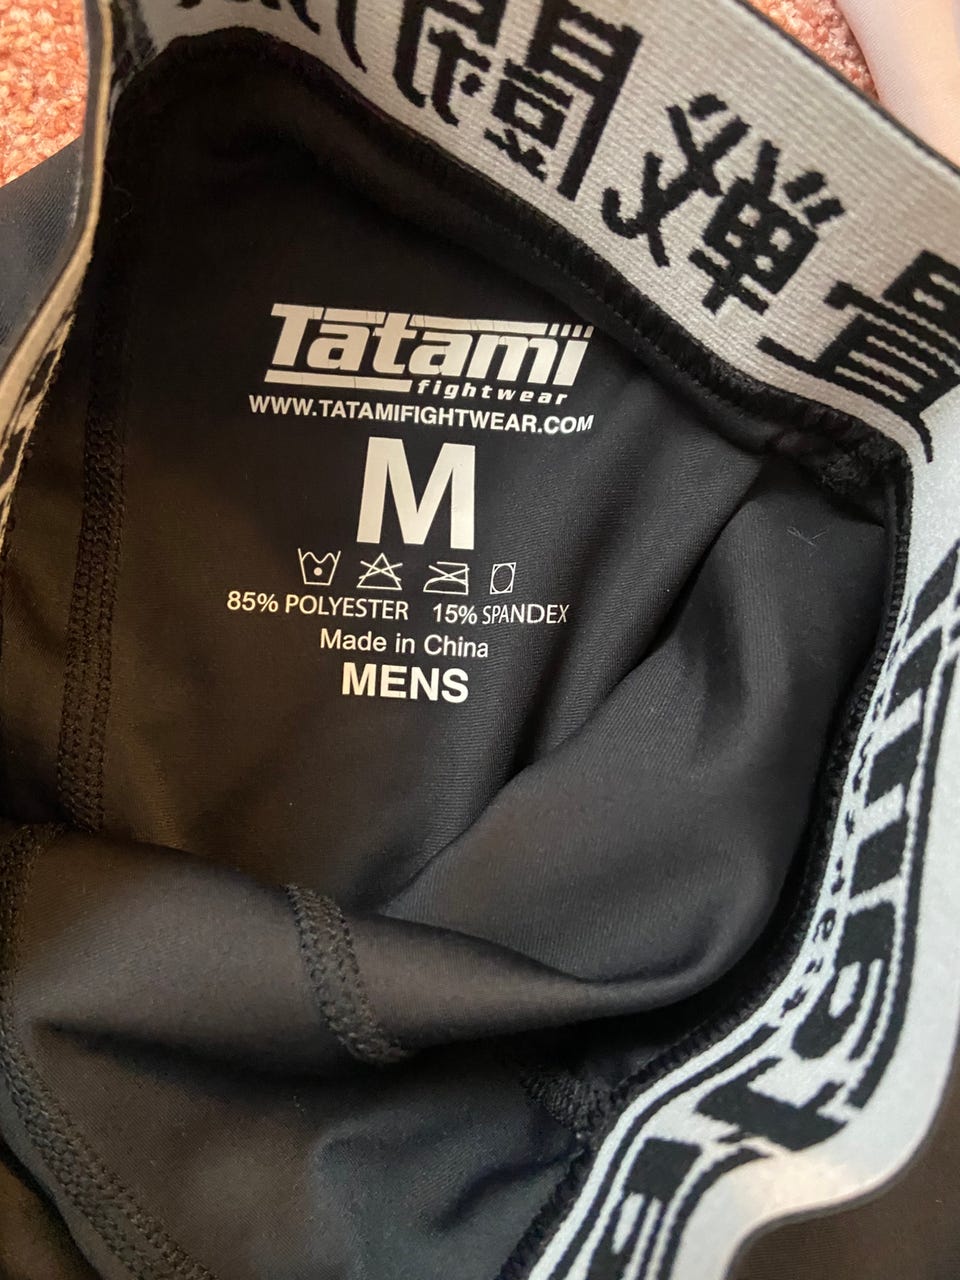 Tatami
fightwear
WWW.TATAMIFIGHTWEAR.COM
M
85% POLYESTER 15% SPANDEX
Made in China
MENS